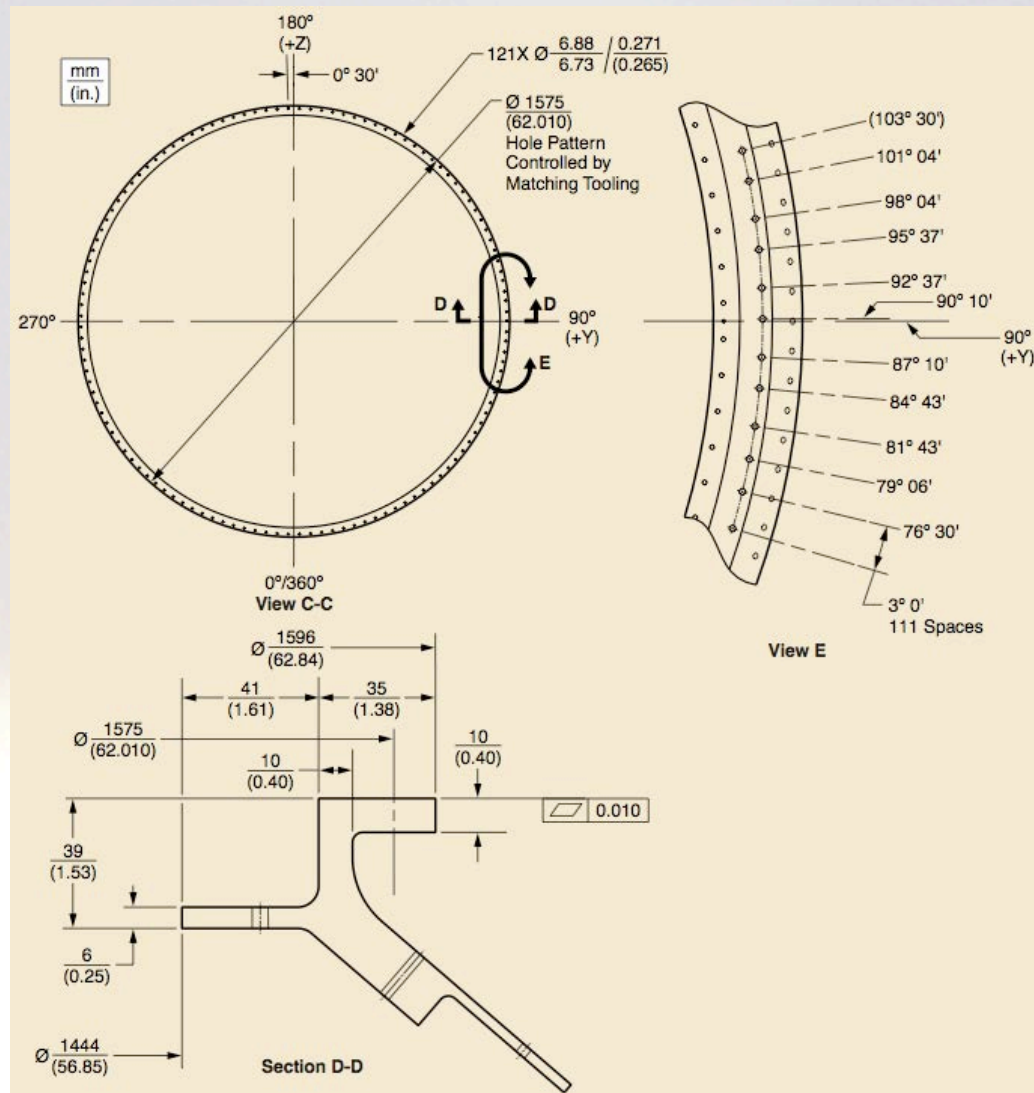 180°
(+Z)
0° 30'
mm
(in.)
121X Ø 6.88 / 0.271
6.73 / (0.265)
Ø 1575
(62.010)
Hole Pattern
Controlled by
Matching Tooling
270°
D
D
90°
(+Y)
E
0°/360°
View C-C
(103° 30')
101° 04'
98° 04'
95° 37'
92° 37'
90° 10'
90°
(+Y)
87° 10'
84° 43'
81° 43'
79° 06'
76° 30'
3° 0'
111 Spaces
View E
Ø 1596
(62.84)
41
(1.61)
35
(1.38)
Ø 1575
(62.010)
10
(0.40)
10
(0.40)
0.010
39
(1.53)
6
(0.25)
Ø 1444
(56.85)
Section D-D